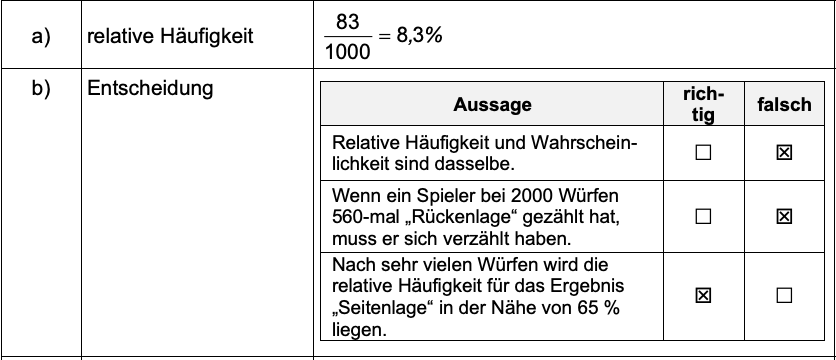 a)
relative Häufigkeit
83
1000
= 8,3%
b)
Entscheidung
Aussage
rich-
tig
falsch
Relative Häufigkeit und Wahrschein-
lichkeit sind dasselbe.
☐
☒
Wenn ein Spieler bei 2000 Würfen
560-mal „Rückenlage“ gezählt hat,
muss er sich verzählt haben.
☐
☒
Nach sehr vielen Würfen wird die
relative Häufigkeit für das Ergebnis
„Seitenlage“ in der Nähe von 65 %
liegen.
☒
☐